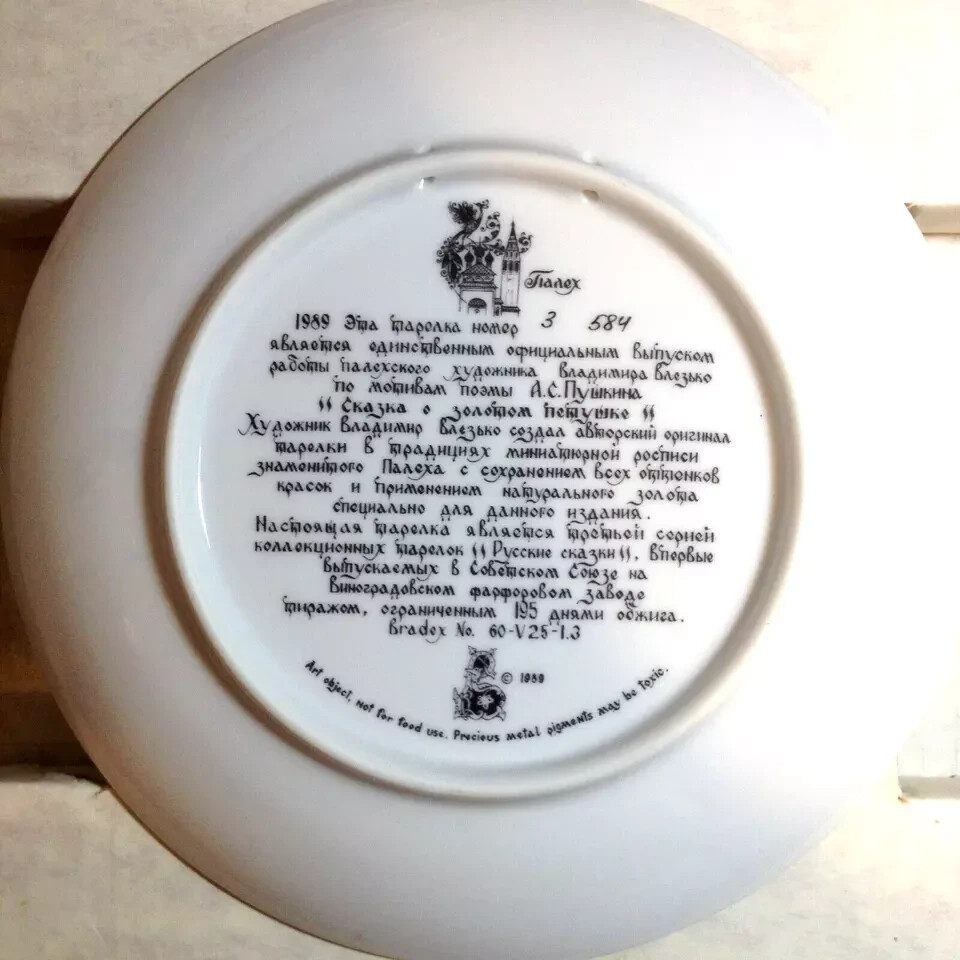 Палех
1989 Эта тарелка номер 3 584
является единственным официальным выпуском
работы палехского художника Владимира Влезько
по мотивам поэмы А.С.Пушкина
"Сказка о золотом петушке"
Художник Владимир Влезько создал авторский оригинал
тарелки в традициях миниатюрной росписи
знаменитого Палеха с сохранением всех оттенков
красок и применением натурального золота
специально для данного издания.
Настоящая тарелка является третьей серией
коллекционных тарелок "Русские сказки", впервые
выпускаемых в Советском Союзе на
Виноградовском фарфоровом заводе
тиражом, ограниченным 195 днями обжига.
Bradex No. 60-V25-1.3
© 1989
Art object, not for food use. Precious metal pigments may be toxic.